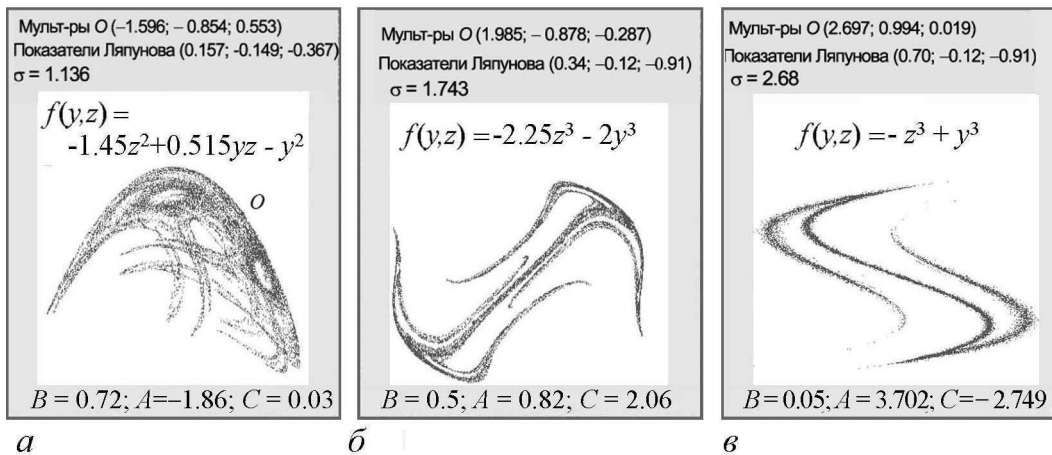 Мульт-ры O (–1.596; – 0.854; 0.553)
Показатели Ляпунова (0.157; -0.149; -0.367)
σ = 1.136
f(y,z) =
-1.45z²+0.515yz - y²
O
B = 0.72; A=–1.86; C = 0.03
а
Мульт-ры O (1.985; – 0.878; –0.287)
Показатели Ляпунова (0.34; –0.12; –0.91)
σ = 1.743
f(y,z) =-2.25z³ - 2y³
B = 0.5; A = 0.82; C = 2.06
б
Мульт-ры O (2.697; 0.994; 0.019)
Показатели Ляпунова (0.70; –0.12; –0.91)
σ = 2.68
f(y,z) =- z³ + y³
B = 0.05; A = 3.702; C=– 2.749
в